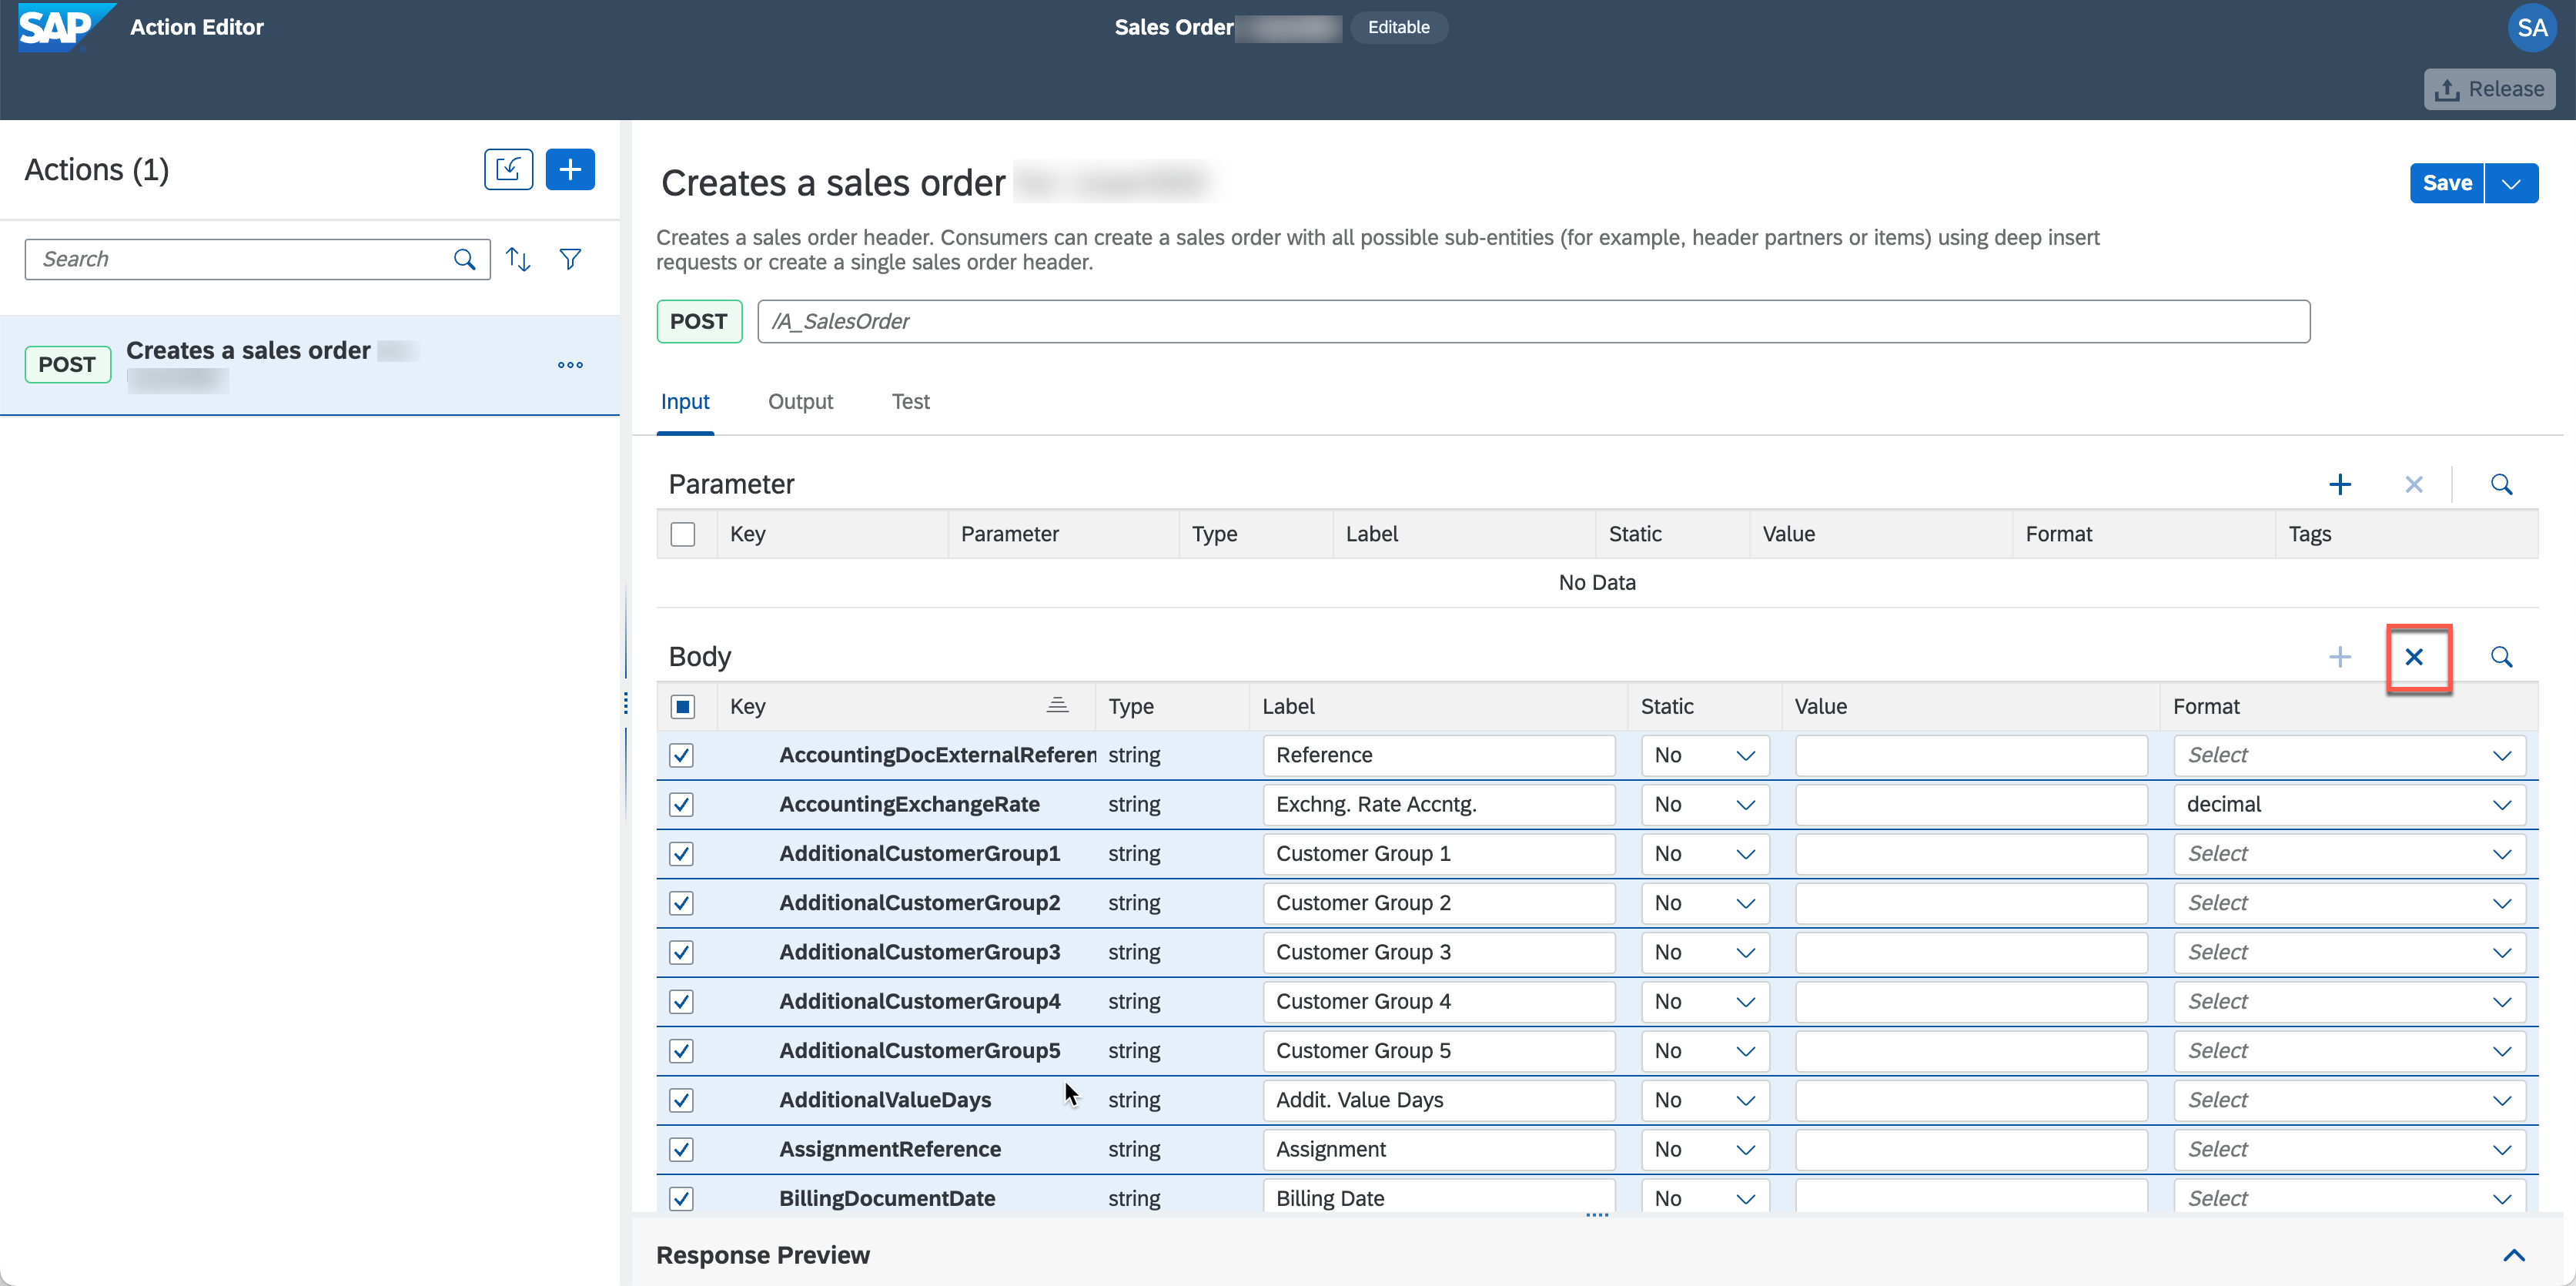 SAP
Action Editor
Sales Order
Editable
SA
Release
Actions (1)
Search
POST
Creates a sales order
Creates a sales order
Save
Creates a sales order header. Consumers can create a sales order with all possible sub-entities (for example, header partners or items) using deep insert
requests or create a single sales order header.
POST
/A_SalesOrder
Input
Output
Test
Parameter
Key Parameter Type Label Static Value Format Tags
No Data
Body
Key Type Label Static Value Format
AccountingDocExternalReferen string Reference No Select
AccountingExchangeRate string Exchng. Rate Accntg. No decimal
AdditionalCustomerGroup1 string Customer Group 1 No Select
AdditionalCustomerGroup2 string Customer Group 2 No Select
AdditionalCustomerGroup3 string Customer Group 3 No Select
AdditionalCustomerGroup4 string Customer Group 4 No Select
AdditionalCustomerGroup5 string Customer Group 5 No Select
AdditionalValueDays string Addit. Value Days No Select
AssignmentReference string Assignment No Select
BillingDocumentDate string Billing Date No Select
Response Preview